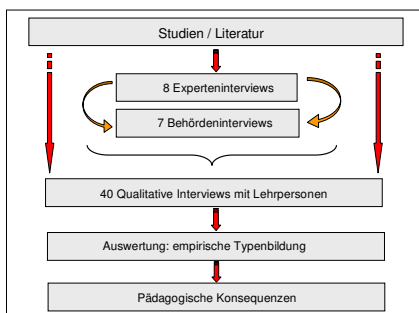 Studien / Literatur
8 Experteninterviews
7 Behördeninterviews
40 Qualitative Interviews mit Lehrpersonen
Auswertung: empirische Typenbildung
Pädagogische Konsequenzen